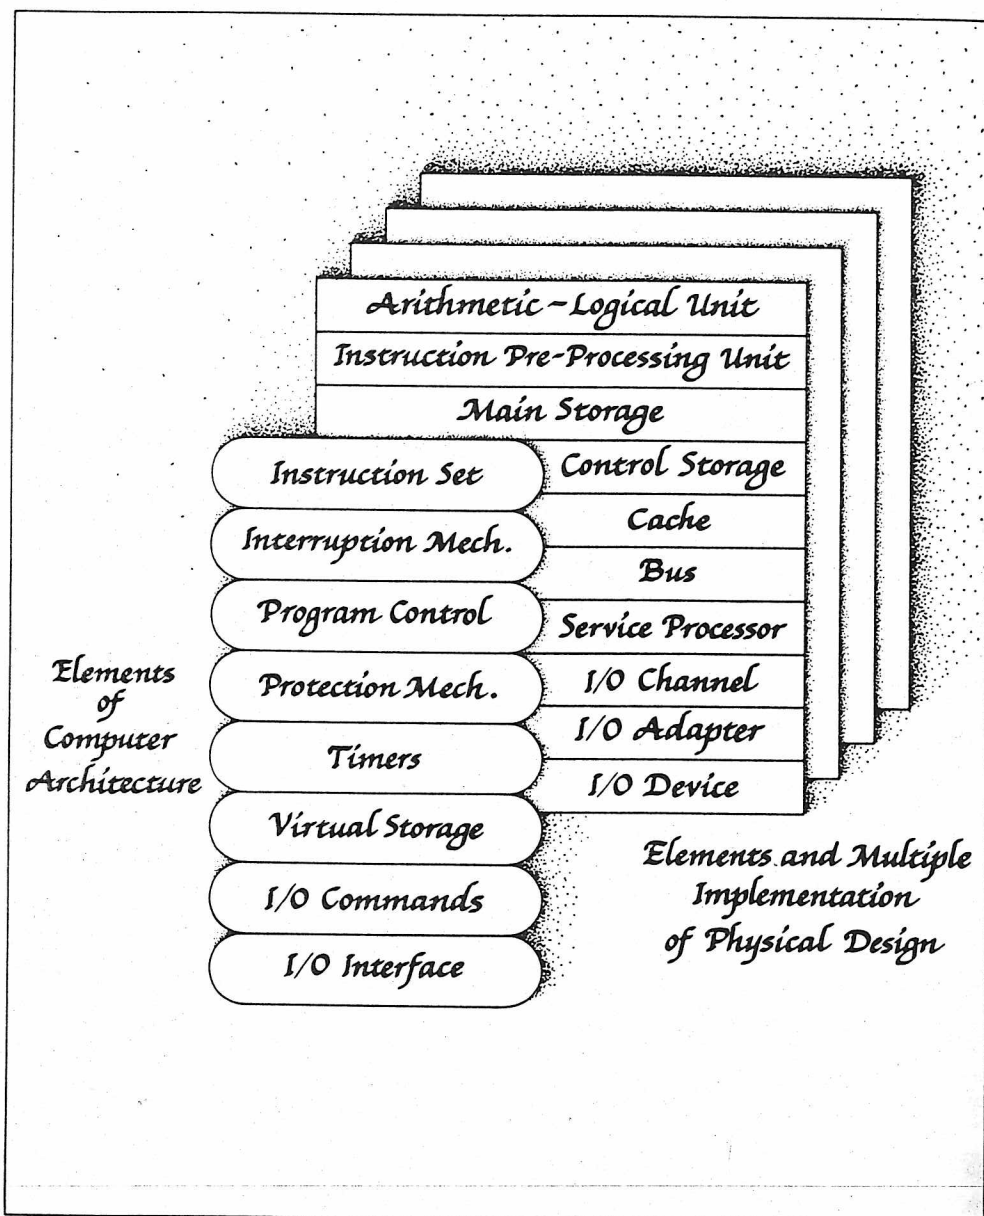 Arithmetic-Logical Unit
Instruction Pre-Processing Unit
Main Storage
Control Storage
Cache
Bus
Service Processor
I/O Channel
I/O Adapter
I/O Device
Instruction Set
Interruption Mech.
Program Control
Protection Mech.
Timers
Virtual Storage
I/O Commands
I/O Interface
Elements
of
Computer
Architecture
Elements and Multiple
Implementation
of Physical Design